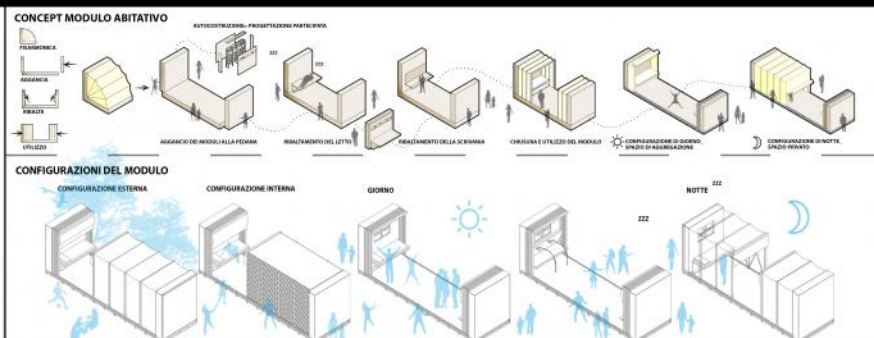 CONCEPT MODULO ABITATIVO
AUTOCOSTRUZIONE= PROGETTAZIONE PARTECIPATA
FISARMONICA
AGGANCIA
RIBALTA
UTILIZZO
ZZZ
ZZZ
AGGANCIO DEI MODULI ALLA PEDANA
RIBALTAMENTO DEL LETTO
RIBALTAMENTO DELLA SCRIVANIA
CHIUSURA E UTILIZZO DEL MODULO
CONFIGURAZIONE DI GIORNO,
SPAZIO DI AGGREGAZIONE
CONFIGURAZIONE DI NOTTE,
SPAZIO PRIVATO
CONFIGURAZIONI DEL MODULO
CONFIGURAZIONE ESTERNA
CONFIGURAZIONE INTERNA
GIORNO
NOTTE
ZZZ
ZZZ